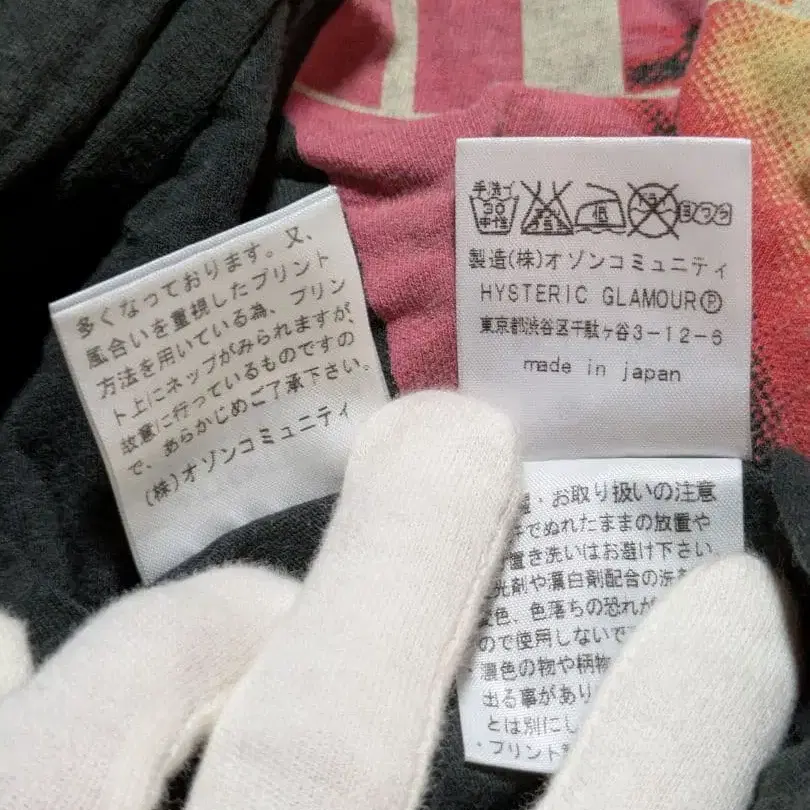 多くなっております。又、
風合いを重視したプリント
方法を用いている為、プリン
ト上にネップがみられますが、
故意に行っているものですの
で、あらかじめご了承下さい。
(株)オゾンコミュニティ
手洗イ
30
中性
低
製造(株)オゾンコミュニティ
HYSTERIC GLAMOUR Ⓟ
東京都渋谷区千駄ヶ谷3-12-6
made in japan
・お取り扱いの注意
でぬれたままの放置や
置き洗いはお避け下さい。
光剤や漂白剤配合の洗
変色、色落ちの恐れが
ので使用しないで
濃色の物や柄物
出る事があり
とは別にし
・プリント